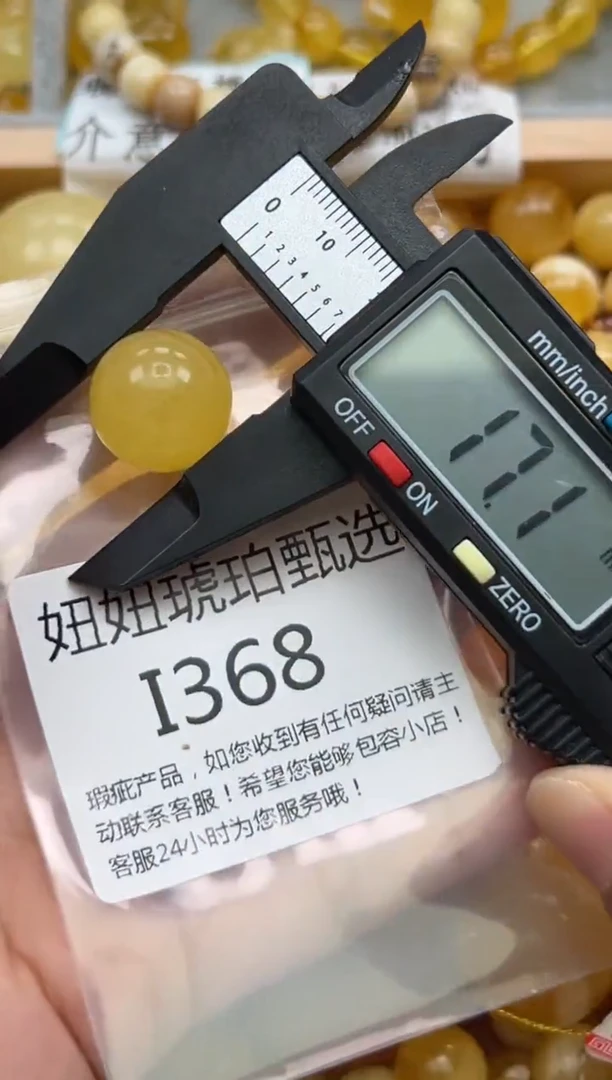 介意
0
10
1 2 3 4 5 6 7
mm/inch
OFF
ON
17.1
ZERO
妞妞琥珀甄选
I368
瑕疵产品，如您收到有任何疑问请主
动联系客服！希望您能够包容小店！
客服24小时为您服务哦！